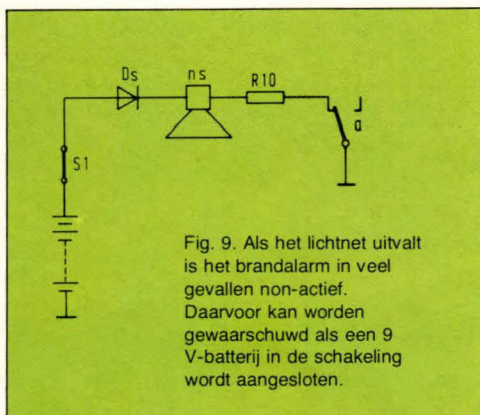 Ds
ns
R10
a
S1
Fig. 9. Als het lichtnet uitvalt
is het brandalarm in veel
gevallen non-actief.
Daarvoor kan worden
gewaarschuwd als een 9
V-batterij in de schakeling
wordt aangesloten.